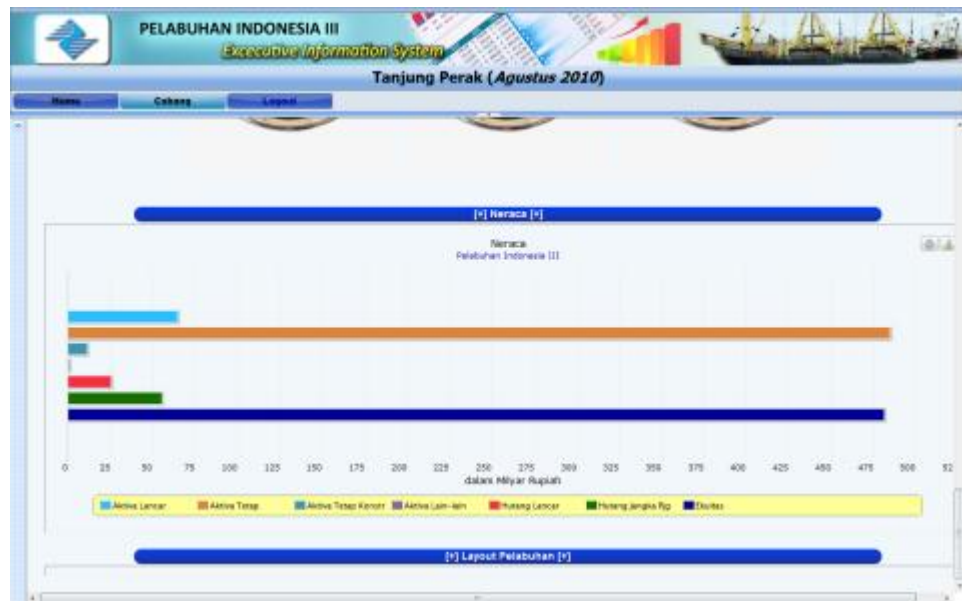 PELABUHAN INDONESIA III
Excecutive Information System
Tanjung Perak (Agustus 2010)
Home Cabang Logout
[+] Neraca [+]
Neraca
Pelabuhan Indonesia III
0 25 50 75 100 125 150 175 200 225 250 275 300 325 350 375 400 425 450 475 500 52
dalam Milyar Rupiah
Aktiva Lancar Aktiva Tetap Aktiva Tetap Konstr Aktiva Lain-lain Hutang Lancar Hutang Jangka Pjg Ekuitas
[+] Layout Pelabuhan [+]